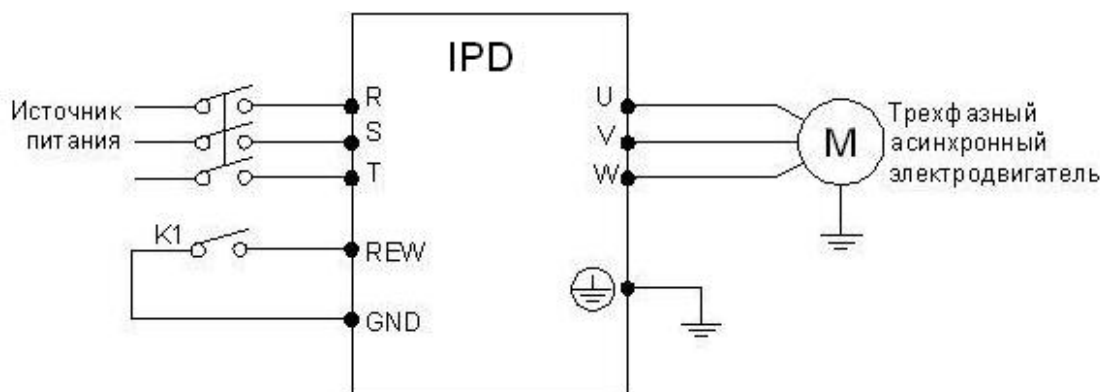 IPD
Источник
питания
R
S
T
K1
REW
GND
U
V
W
M
Трехфазный
асинхронный
электродвигатель